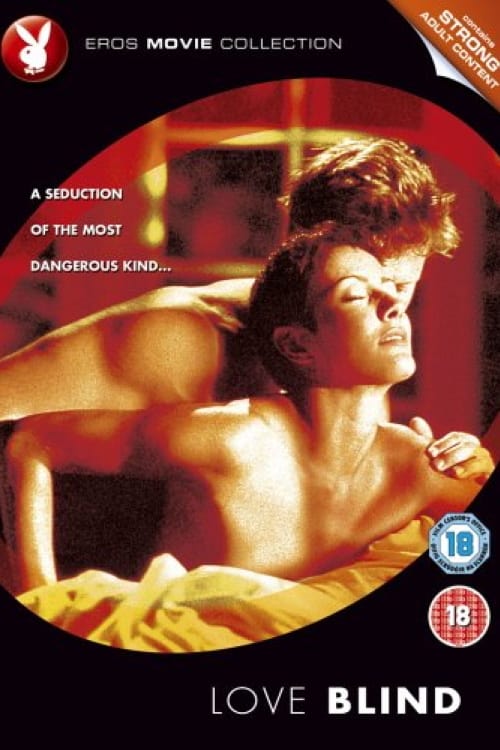 EROS MOVIE COLLECTION
contains
STRONG
ADULT CONTENT
A SEDUCTION
OF THE MOST
DANGEROUS KIND...
18
18
LOVE BLIND